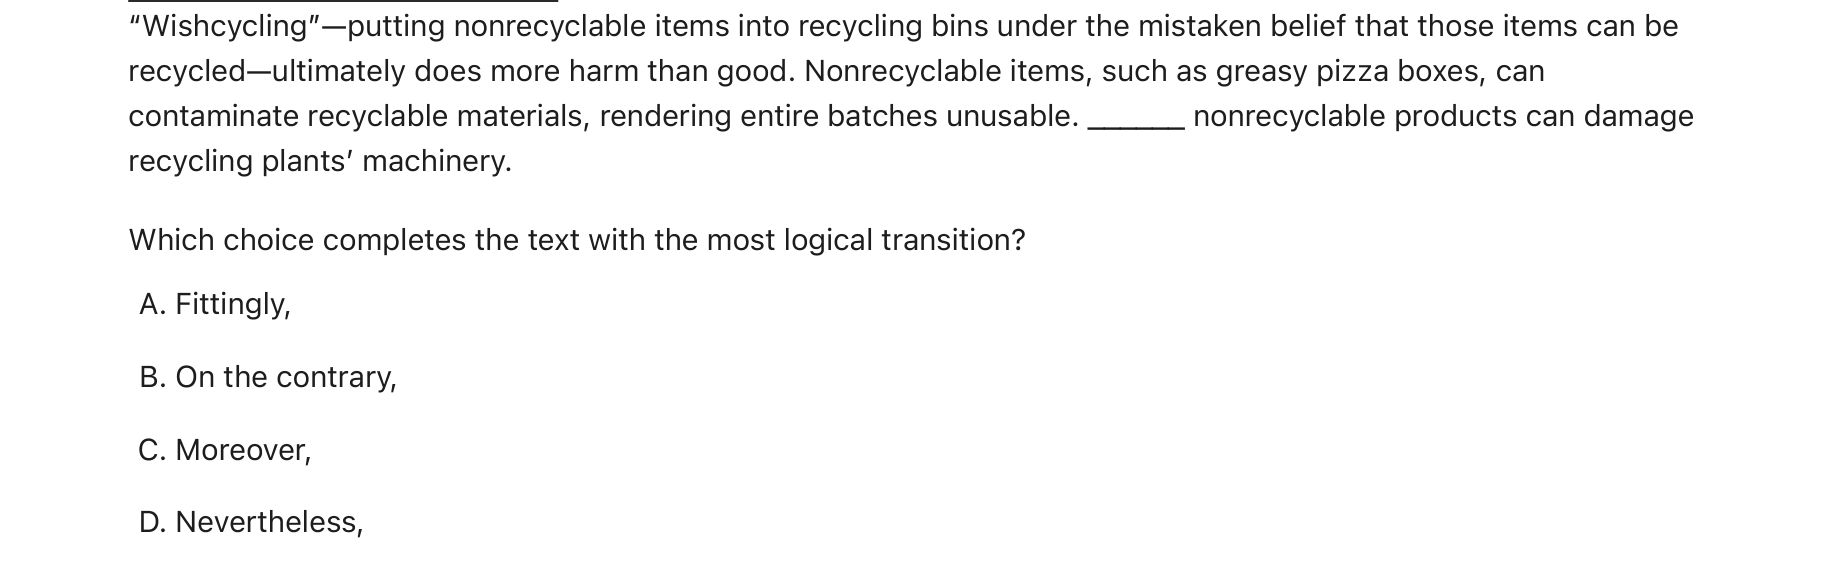 “Wishcycling”—putting nonrecyclable items into recycling bins under the mistaken belief that those items can be
recycled—ultimately does more harm than good. Nonrecyclable items, such as greasy pizza boxes, can
contaminate recyclable materials, rendering entire batches unusable. ______ nonrecyclable products can damage
recycling plants’ machinery.
Which choice completes the text with the most logical transition?
A. Fittingly,
B. On the contrary,
C. Moreover,
D. Nevertheless,